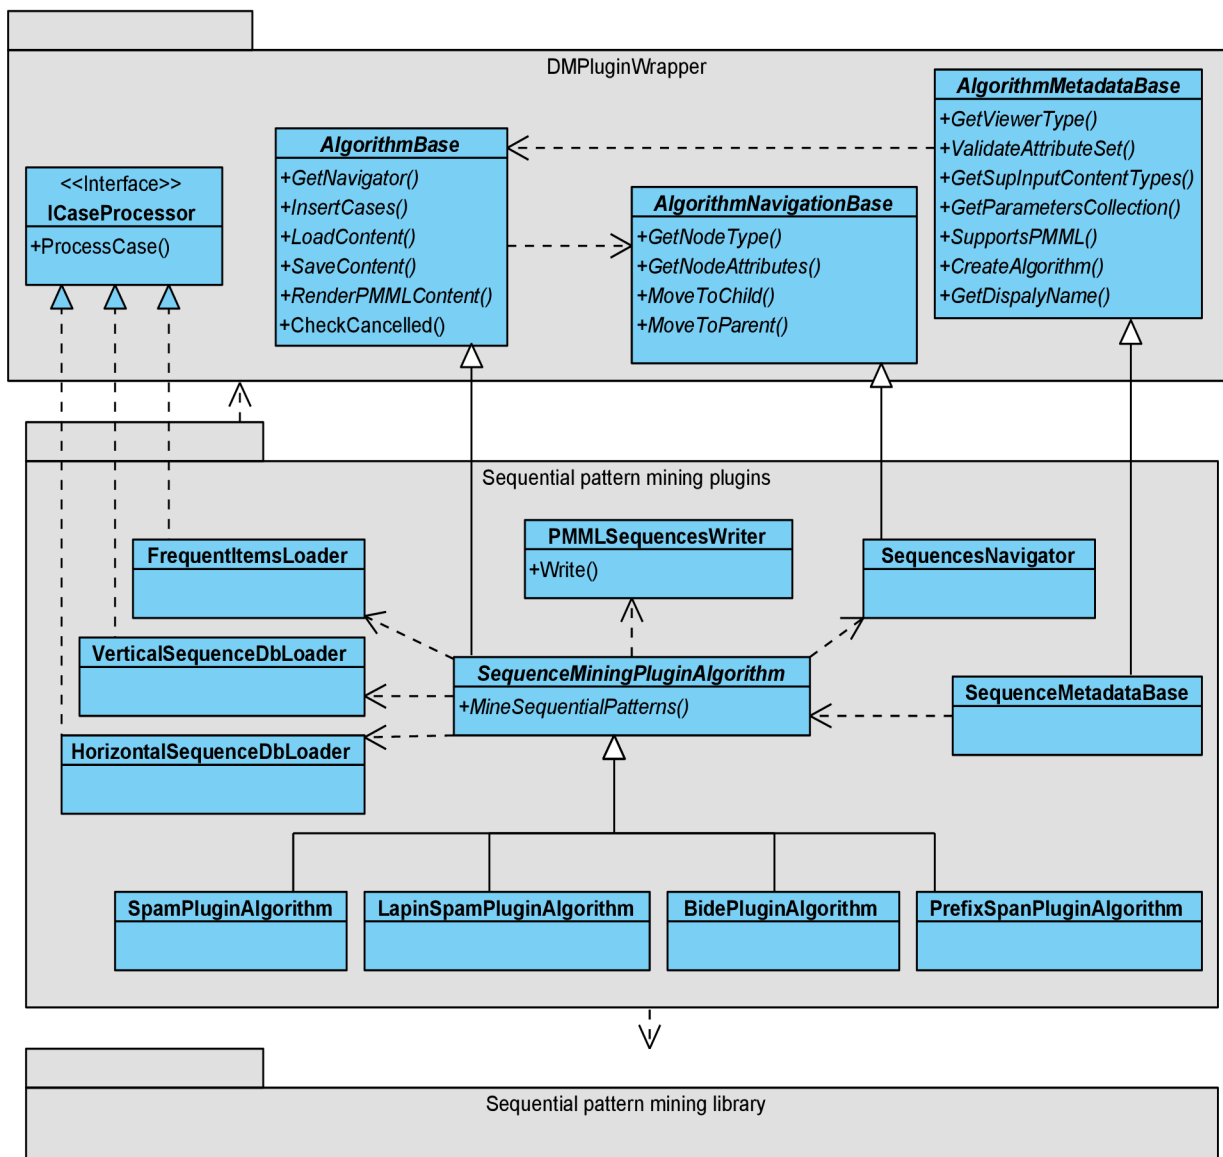 DMPluginWrapper
AlgorithmMetadataBase
+GetViewerType()
+ValidateAttributeSet()
+GetSupInputContentTypes()
+GetParametersCollection()
+SupportsPMML()
+CreateAlgorithm()
+GetDispalyName()
AlgorithmBase
+GetNavigator()
+InsertCases()
+LoadContent()
+SaveContent()
+RenderPMMLContent()
+CheckCancelled()
<<Interface>>
ICaseProcessor
+ProcessCase()
AlgorithmNavigationBase
+GetNodeType()
+GetNodeAttributes()
+MoveToChild()
+MoveToParent()
Sequential pattern mining plugins
FrequentItemsLoader
PMMLSequencesWriter
+Write()
SequencesNavigator
VerticalSequenceDbLoader
SequenceMiningPluginAlgorithm
+MineSequentialPatterns()
SequenceMetadataBase
HorizontalSequenceDbLoader
SpamPluginAlgorithm
LapinSpamPluginAlgorithm
BidePluginAlgorithm
PrefixSpanPluginAlgorithm
Sequential pattern mining library